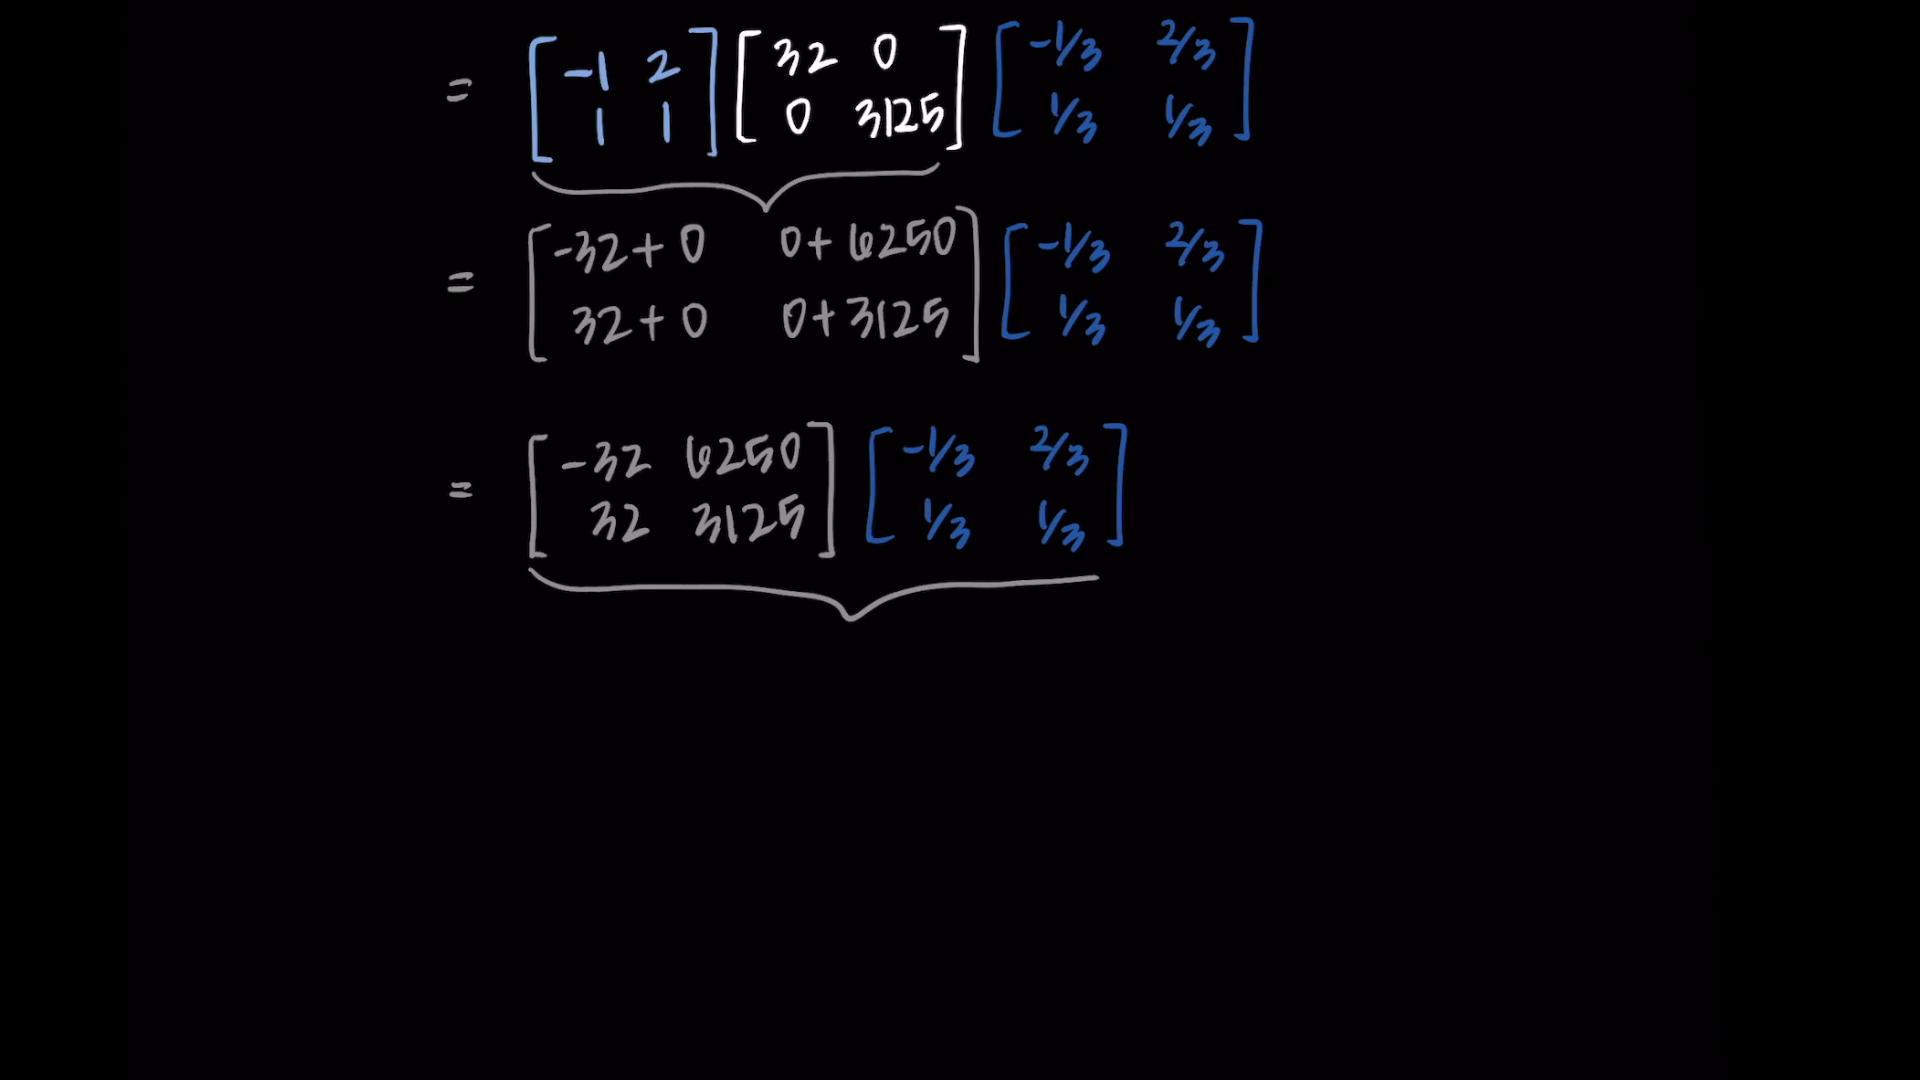 = [ -1 2 ] [ 32 0 ] [ -1/3 2/3 ]
[ 1 1 ] [ 0 3125 ] [ 1/3 1/3 ]
= [ -32+0 0+6250 ] [ -1/3 2/3 ]
[ 32+0 0+3125 ] [ 1/3 1/3 ]
= [ -32 6250 ] [ -1/3 2/3 ]
[ 32 3125 ] [ 1/3 1/3 ]